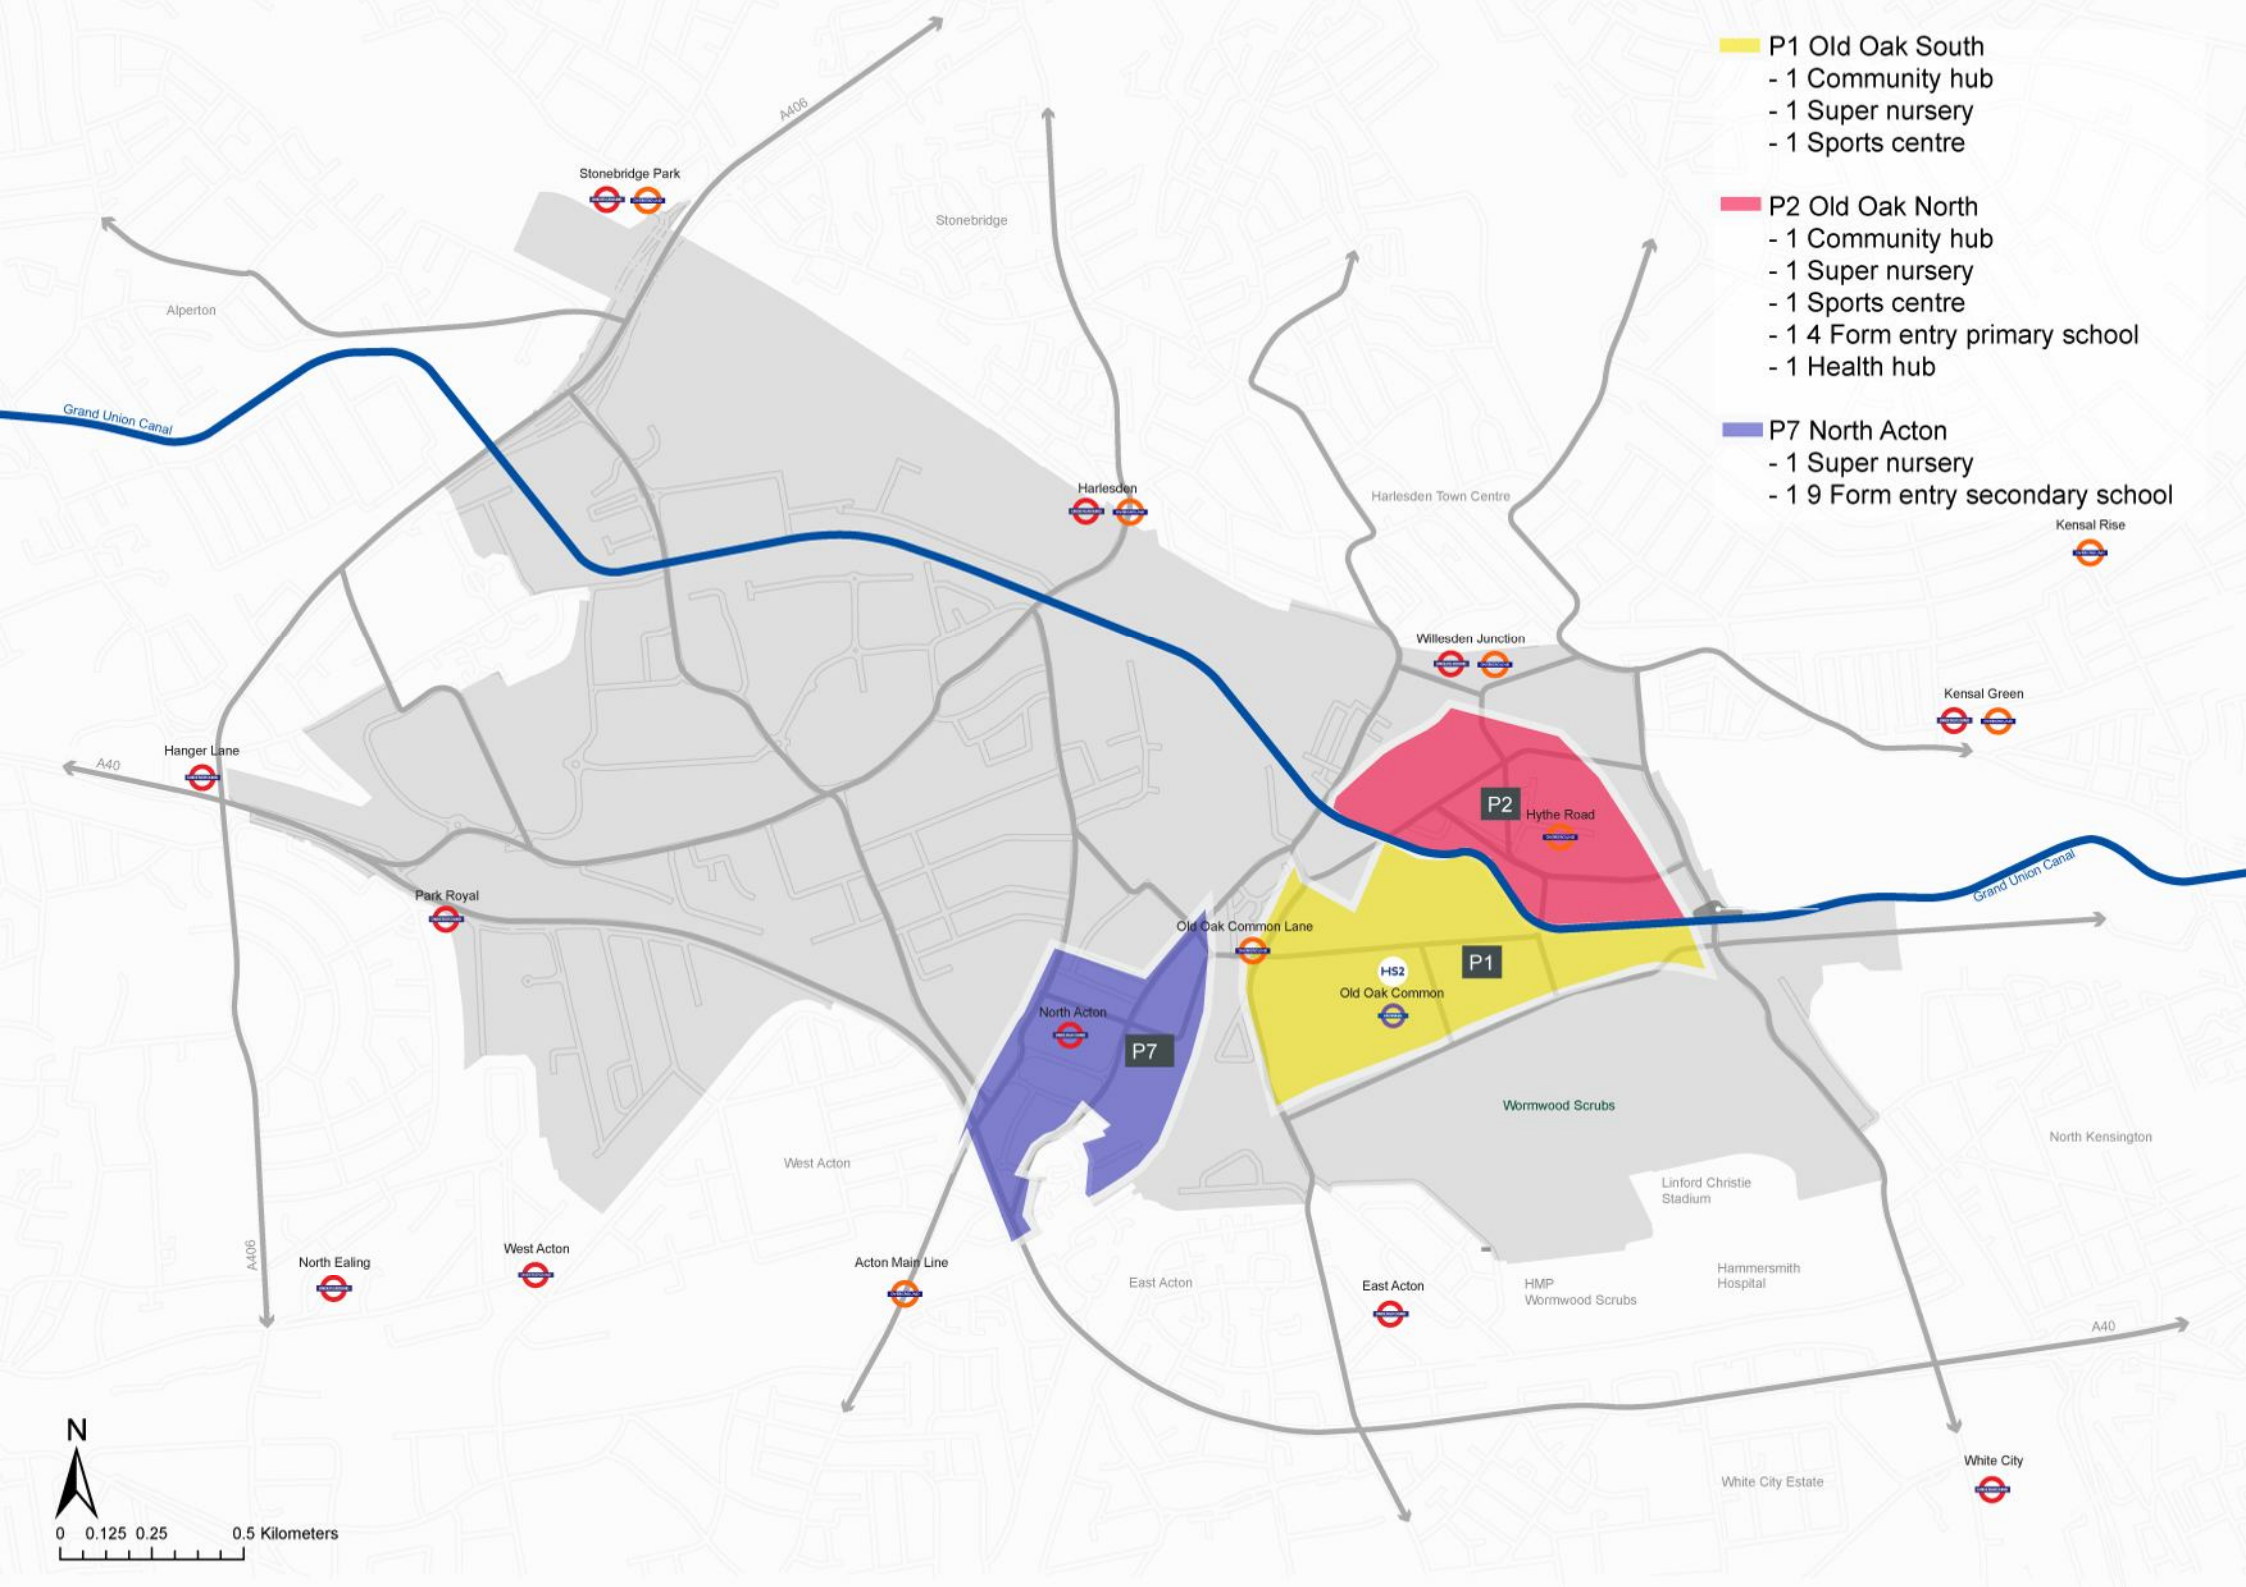 P1 Old Oak South
- 1 Community hub
- 1 Super nursery
- 1 Sports centre
P2 Old Oak North
- 1 Community hub
- 1 Super nursery
- 1 Sports centre
- 1 4 Form entry primary school
- 1 Health hub
P7 North Acton
- 1 Super nursery
- 1 9 Form entry secondary school
A406
Stonebridge Park
Stonebridge
Alperton
Grand Union Canal
Harlesden
Harlesden Town Centre
Kensal Rise
Willesden Junction
Kensal Green
Hanger Lane
A40
P2
Hythe Road
Grand Union Canal
Park Royal
Old Oak Common Lane
P1
HS2
Old Oak Common
North Acton
P7
Wormwood Scrubs
North Kensington
West Acton
Linford Christie
Stadium
A406
North Ealing
West Acton
Acton Main Line
East Acton
East Acton
HMP
Wormwood Scrubs
Hammersmith
Hospital
A40
White City
White City Estate
N
0 0.125 0.25 0.5 Kilometers